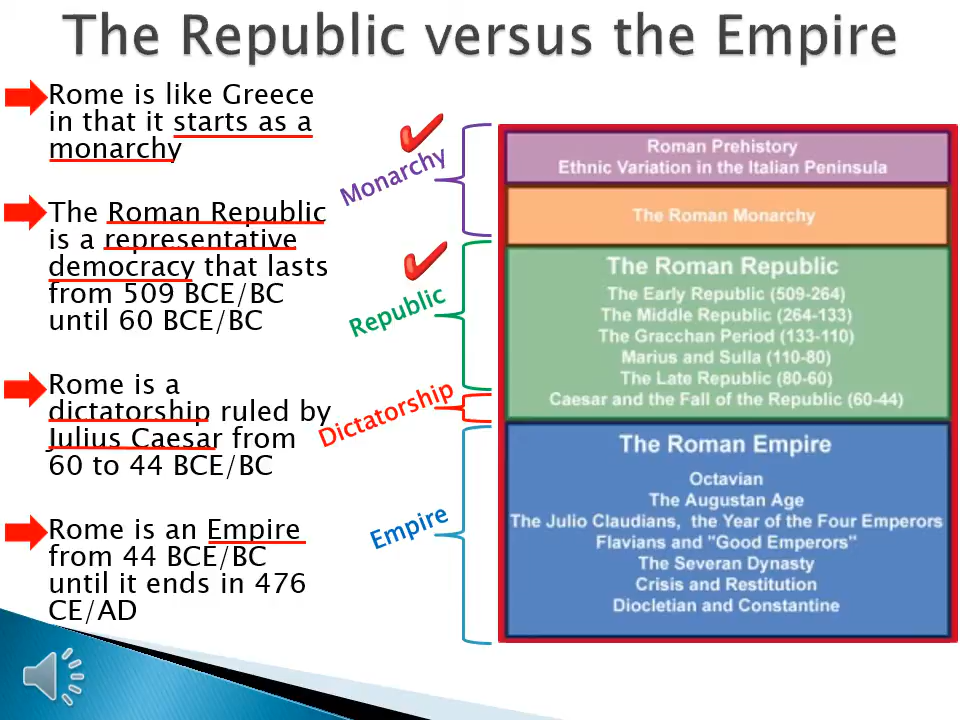 The Republic versus the Empire
Rome is like Greece
in that it starts as a
monarchy
The Roman Republic
is a representative
democracy that lasts
from 509 BCE/BC
until 60 BCE/BC
Rome is a
dictatorship ruled by
Julius Caesar from
60 to 44 BCE/BC
Rome is an Empire
from 44 BCE/BC
until it ends in 476
CE/AD
Monarchy
Republic
Dictatorship
Empire
Roman Prehistory
Ethnic Variation in the Italian Peninsula
The Roman Monarchy
The Roman Republic
The Early Republic (509-264)
The Middle Republic (264-133)
The Gracchan Period (133-110)
Marius and Sulla (110-80)
The Late Republic (80-60)
Caesar and the Fall of the Republic (60-44)
The Roman Empire
Octavian
The Augustan Age
The Julio Claudians, the Year of the Four Emperors
Flavians and "Good Emperors"
The Severan Dynasty
Crisis and Restitution
Diocletian and Constantine